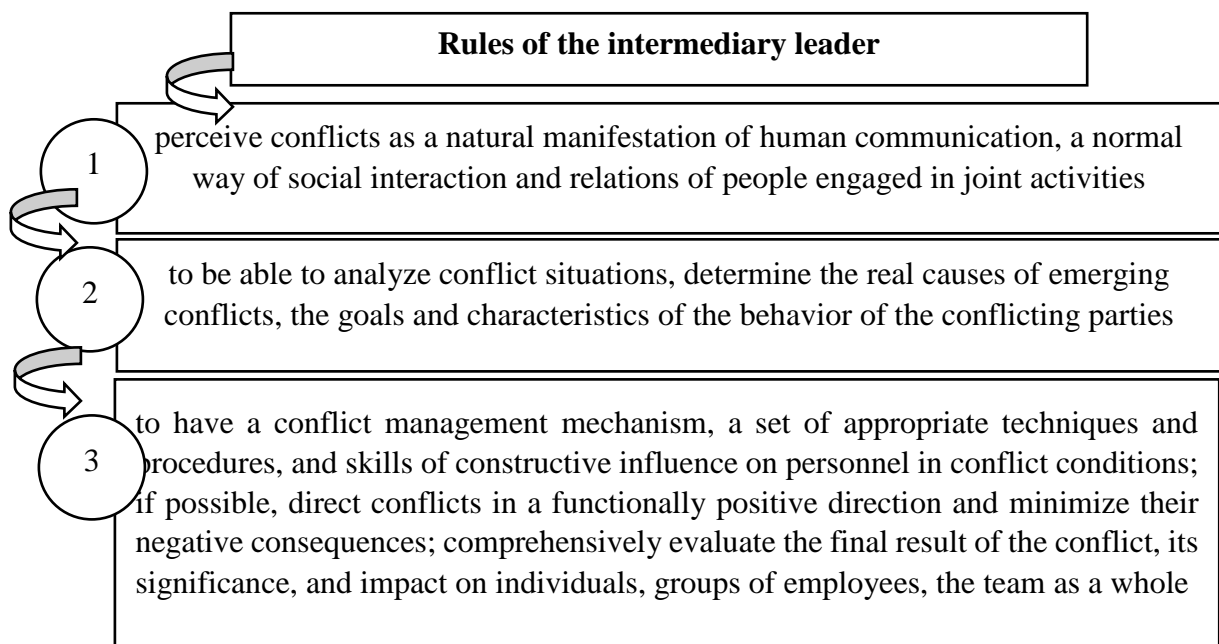 Rules of the intermediary leader
1
perceive conflicts as a natural manifestation of human communication, a normal
way of social interaction and relations of people engaged in joint activities
2
to be able to analyze conflict situations, determine the real causes of emerging
conflicts, the goals and characteristics of the behavior of the conflicting parties
3
to have a conflict management mechanism, a set of appropriate techniques and
procedures, and skills of constructive influence on personnel in conflict conditions;
if possible, direct conflicts in a functionally positive direction and minimize their
negative consequences; comprehensively evaluate the final result of the conflict, its
significance, and impact on individuals, groups of employees, the team as a whole